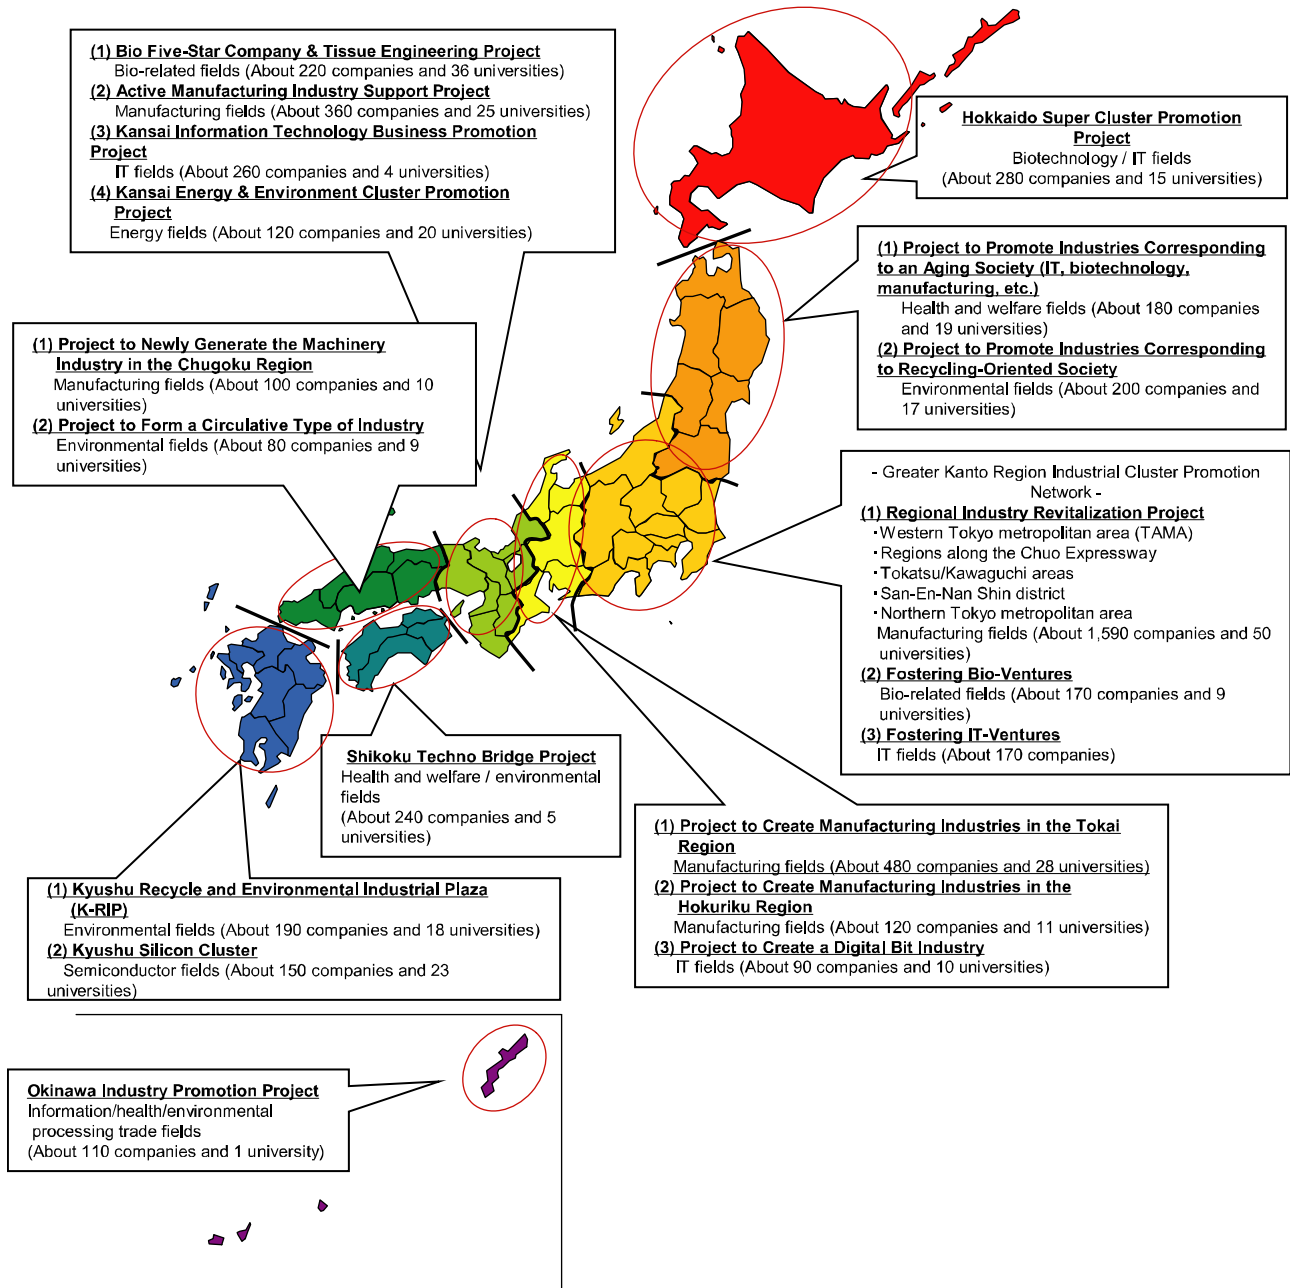 (1) Bio Five-Star Company & Tissue Engineering Project
Bio-related fields (About 220 companies and 36 universities)
(2) Active Manufacturing Industry Support Project
Manufacturing fields (About 360 companies and 25 universities)
(3) Kansai Information Technology Business Promotion
Project
IT fields (About 260 companies and 4 universities)
(4) Kansai Energy & Environment Cluster Promotion
Project
Energy fields (About 120 companies and 20 universities)
Hokkaido Super Cluster Promotion
Project
Biotechnology / IT fields
(About 280 companies and 15 universities)
(1) Project to Promote Industries Corresponding
to an Aging Society (IT, biotechnology,
manufacturing, etc.)
Health and welfare fields (About 180 companies
and 19 universities)
(2) Project to Promote Industries Corresponding
to Recycling-Oriented Society
Environmental fields (About 200 companies and
17 universities)
(1) Project to Newly Generate the Machinery
Industry in the Chugoku Region
Manufacturing fields (About 100 companies and 10
universities)
(2) Project to Form a Circulative Type of Industry
Environmental fields (About 80 companies and 9
universities)
- Greater Kanto Region Industrial Cluster Promotion
Network -
(1) Regional Industry Revitalization Project
・Western Tokyo metropolitan area (TAMA)
・Regions along the Chuo Expressway
・Tokatsu/Kawaguchi areas
・San-En-Nan Shin district
・Northern Tokyo metropolitan area
Manufacturing fields (About 1,590 companies and 50
universities)
(2) Fostering Bio-Ventures
Bio-related fields (About 170 companies and 9
universities)
(3) Fostering IT-Ventures
IT fields (About 170 companies)
Shikoku Techno Bridge Project
Health and welfare / environmental
fields
(About 240 companies and 5
universities)
(1) Project to Create Manufacturing Industries in the Tokai
Region
Manufacturing fields (About 480 companies and 28 universities)
(2) Project to Create Manufacturing Industries in the
Hokuriku Region
Manufacturing fields (About 120 companies and 11 universities)
(3) Project to Create a Digital Bit Industry
IT fields (About 90 companies and 10 universities)
(1) Kyushu Recycle and Environmental Industrial Plaza
(K-RIP)
Environmental fields (About 190 companies and 18 universities)
(2) Kyushu Silicon Cluster
Semiconductor fields (About 150 companies and 23
universities)
Okinawa Industry Promotion Project
Information/health/environmental
processing trade fields
(About 110 companies and 1 university)